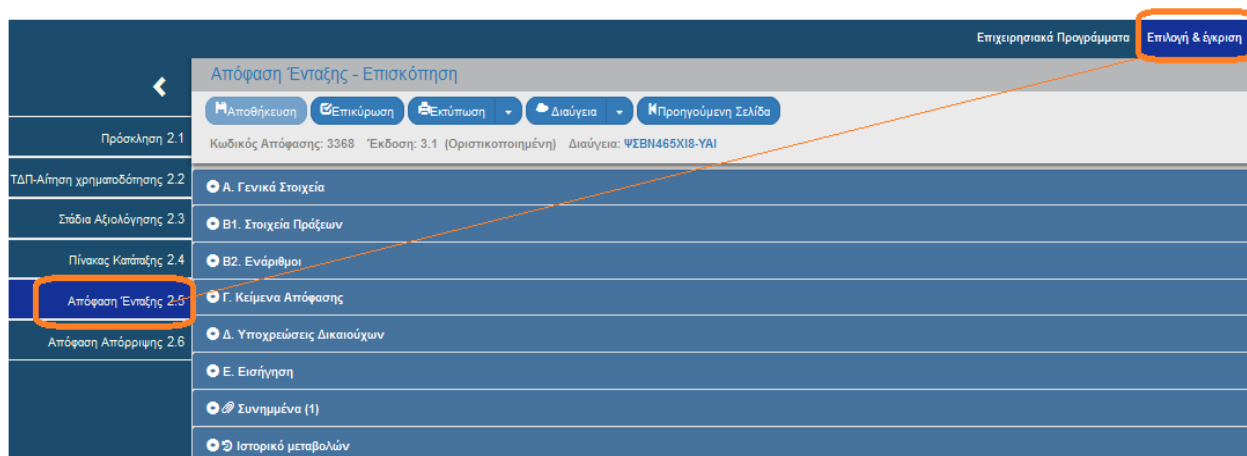 Επιχειρησιακά Προγράμματα Επιλογή & έγκριση
Απόφαση Ένταξης - Επισκόπηση
Αποθήκευση Επικύρωση Εκτύπωση Διαύγεια Προηγούμενη Σελίδα
Κωδικός Απόφασης: 3368 Έκδοση: 3.1 (Οριστικοποιημένη) Διαύγεια: ΨΣΒΝ465ΧΙ8-ΥΑΙ
Πρόσκληση 2.1
ΤΔΠ-Αίτηση χρηματοδότησης 2.2
Στάδια Αξιολόγησης 2.3
Πίνακας Κατάταξης 2.4
Απόφαση Ένταξης 2.5
Απόφαση Απόρριψης 2.6
Α. Γενικά Στοιχεία
Β1. Στοιχεία Πράξεων
Β2. Ενάριθμοι
Γ. Κείμενα Απόφασης
Δ. Υποχρεώσεις Δικαιούχων
Ε. Εισήγηση
Συνημμένα (1)
Ιστορικό μεταβολών